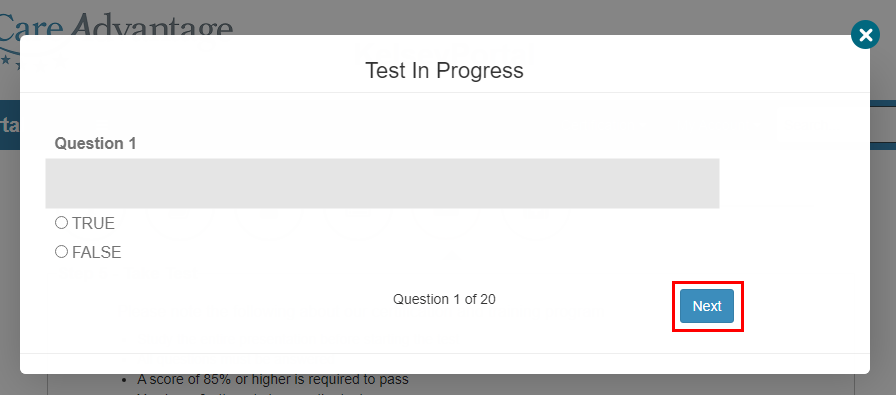 Care Advantage
Test In Progress
rta
Question 1
TRUE
FALSE
Question 1 of 20
Next
A score of 85% or higher is required to pass